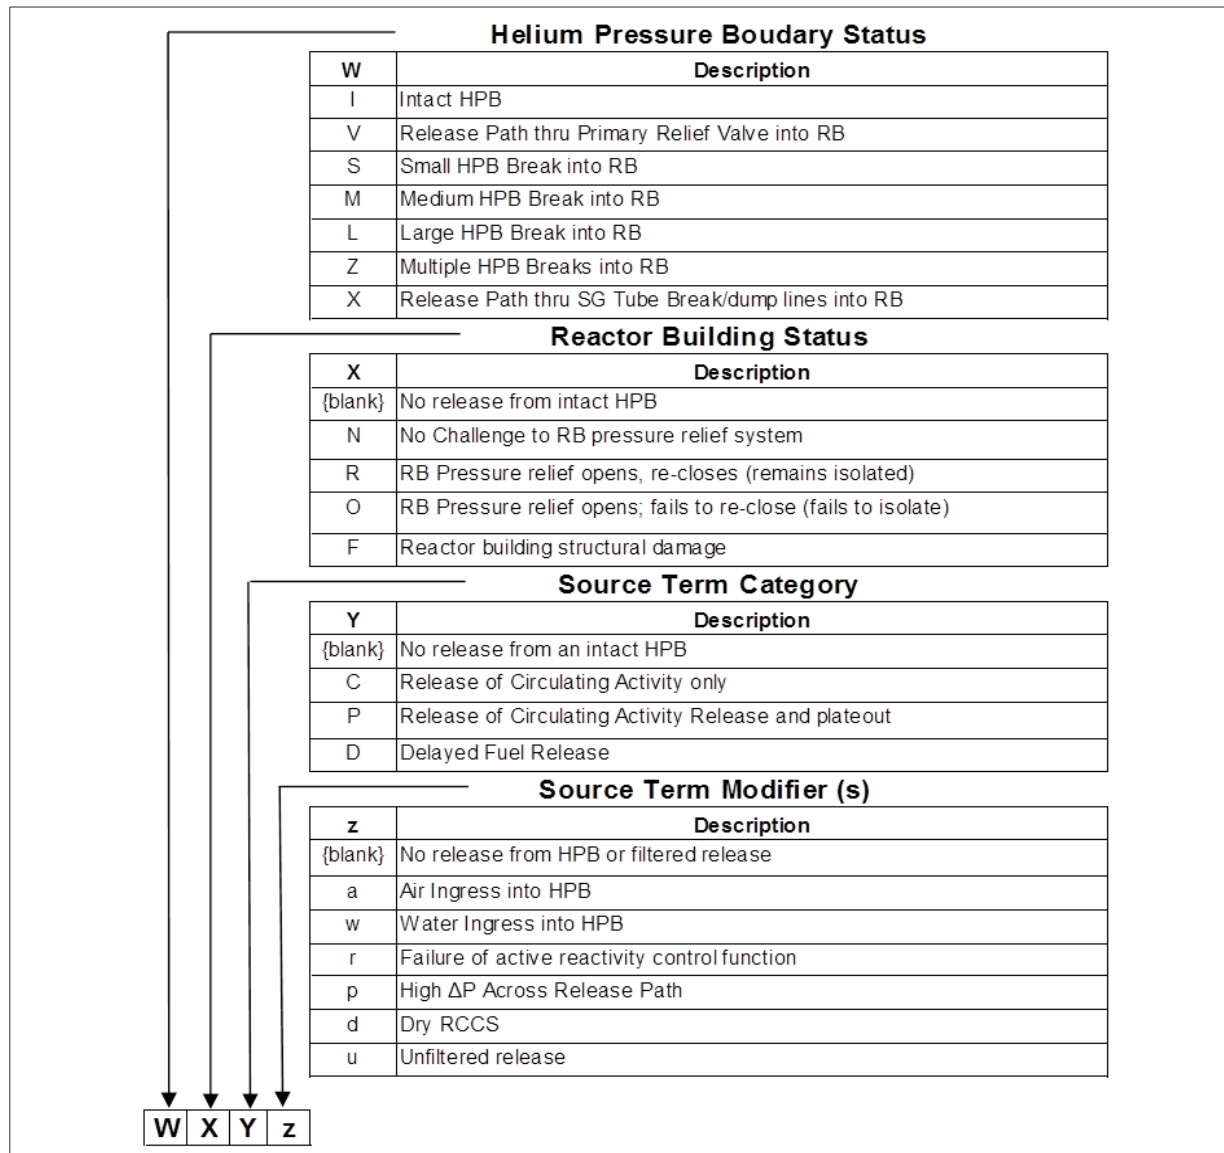 Helium Pressure Boudary Status
W Description
I Intact HPB
V Release Path thru Primary Relief Valve into RB
S Small HPB Break into RB
M Medium HPB Break into RB
L Large HPB Break into RB
Z Multiple HPB Breaks into RB
X Release Path thru SG Tube Break/dump lines into RB
Reactor Building Status
X Description
{blank} No release from intact HPB
N No Challenge to RB pressure relief system
R RB Pressure relief opens, re-closes (remains isolated)
O RB Pressure relief opens; fails to re-close (fails to isolate)
F Reactor building structural damage
Source Term Category
Y Description
{blank} No release from an intact HPB
C Release of Circulating Activity only
P Release of Circulating Activity Release and plateout
D Delayed Fuel Release
Source Term Modifier (s)
z Description
{blank} No release from HPB or filtered release
a Air Ingress into HPB
w Water Ingress into HPB
r Failure of active reactivity control function
p High ΔP Across Release Path
d Dry RCCS
u Unfiltered release
W X Y z